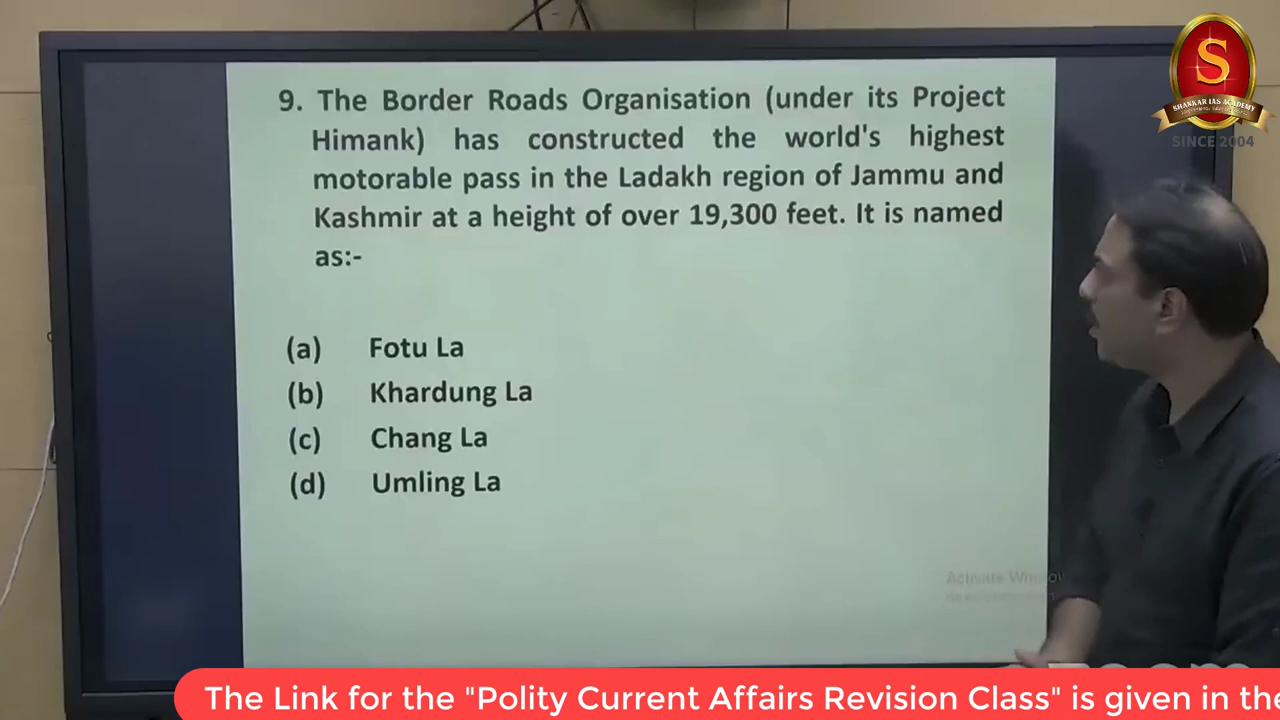 S
SHANKAR IAS ACADEMY
SINCE 2004
9. The Border Roads Organisation (under its Project
Himank) has constructed the world's highest
motorable pass in the Ladakh region of Jammu and
Kashmir at a height of over 19,300 feet. It is named
as:-
(a) Fotu La
(b) Khardung La
(c) Chang La
(d) Umling La
The Link for the "Polity Current Affairs Revision Class" is given in the